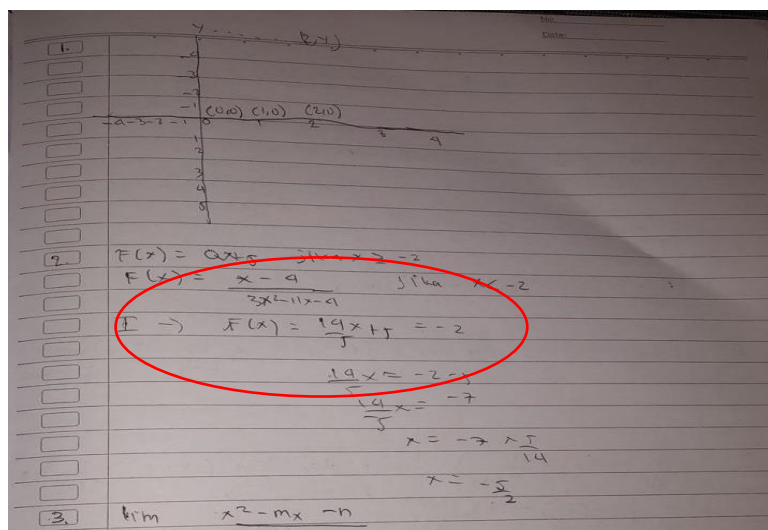 No.
Date:
1.
y (2,y)
-1 (0,0) (1,0) (2,0)
-4 -3 -2 -1 0 1 2 3 4
1
2
3
4
5
2. F(x) = ax+5 jika x ≥ -2
F(x) = x - 4 / 3x²-11x-4 jika x < -2
I → F(x) = 14/5 x + 5 = -2
14/5 x = -2 -5
14/5 x = -7
x = -7 × 5/14
x = -5/2
3. lim x² - mx - n